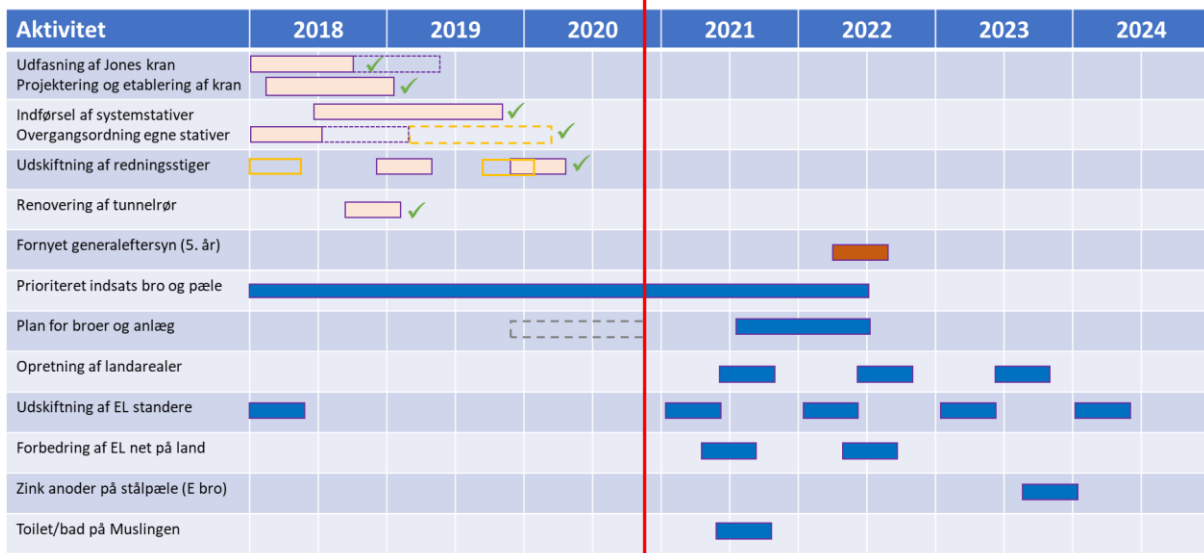 Aktivitet 2018 2019 2020 2021 2022 2023 2024
Udfasning af Jones kran
Projektering og etablering af kran
Indførsel af systemstativer
Overgangsordning egne stativer
Udskiftning af redningsstiger
Renovering af tunnelrør
Fornyet generaleftersyn (5. år)
Prioriteret indsats bro og pæle
Plan for broer og anlæg
Opretning af landarealer
Udskiftning af EL standere
Forbedring af EL net på land
Zink anoder på stålpæle (E bro)
Toilet/bad på Muslingen